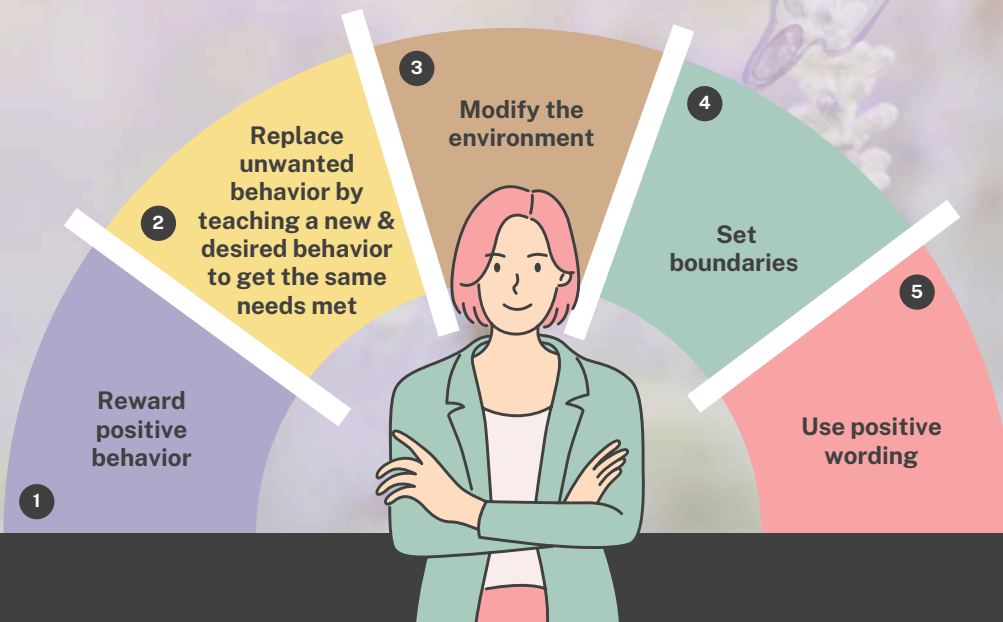 1
Reward
positive
behavior
2
Replace
unwanted
behavior by
teaching a new &
desired behavior
to get the same
needs met
3
Modify the
environment
4
Set
boundaries
5
Use positive
wording